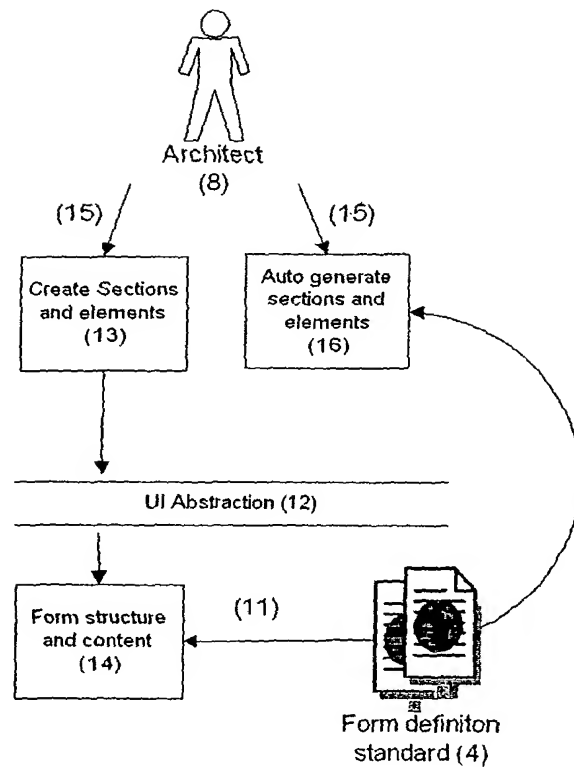 Architect
(8)
(15)
(15)
Create Sections
and elements
(13)
Auto generate
sections and
elements
(16)
UI Abstraction (12)
Form structure
and content
(14)
(11)
Form definiton
standard (4)